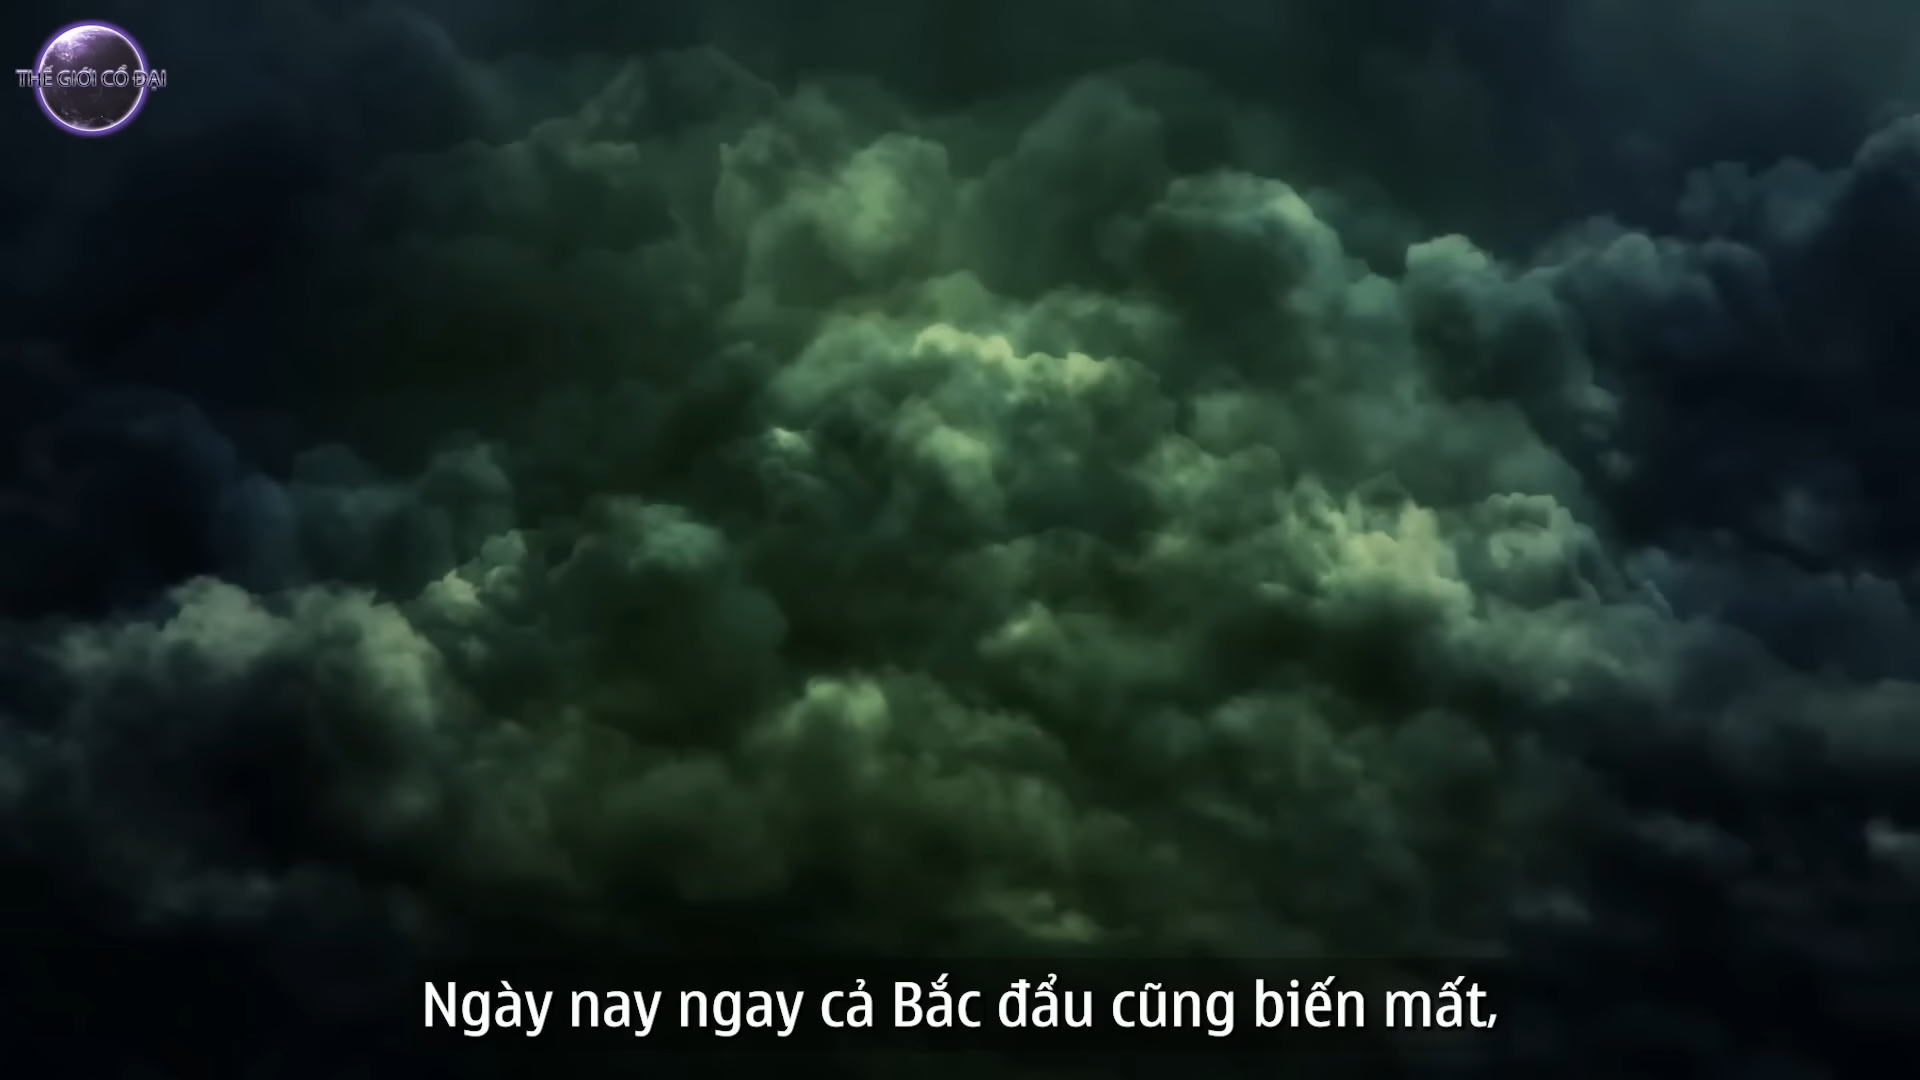 THẾ GIỚI CỔ ĐẠI
Ngày nay ngay cả Bắc đẩu cũng biến mất,